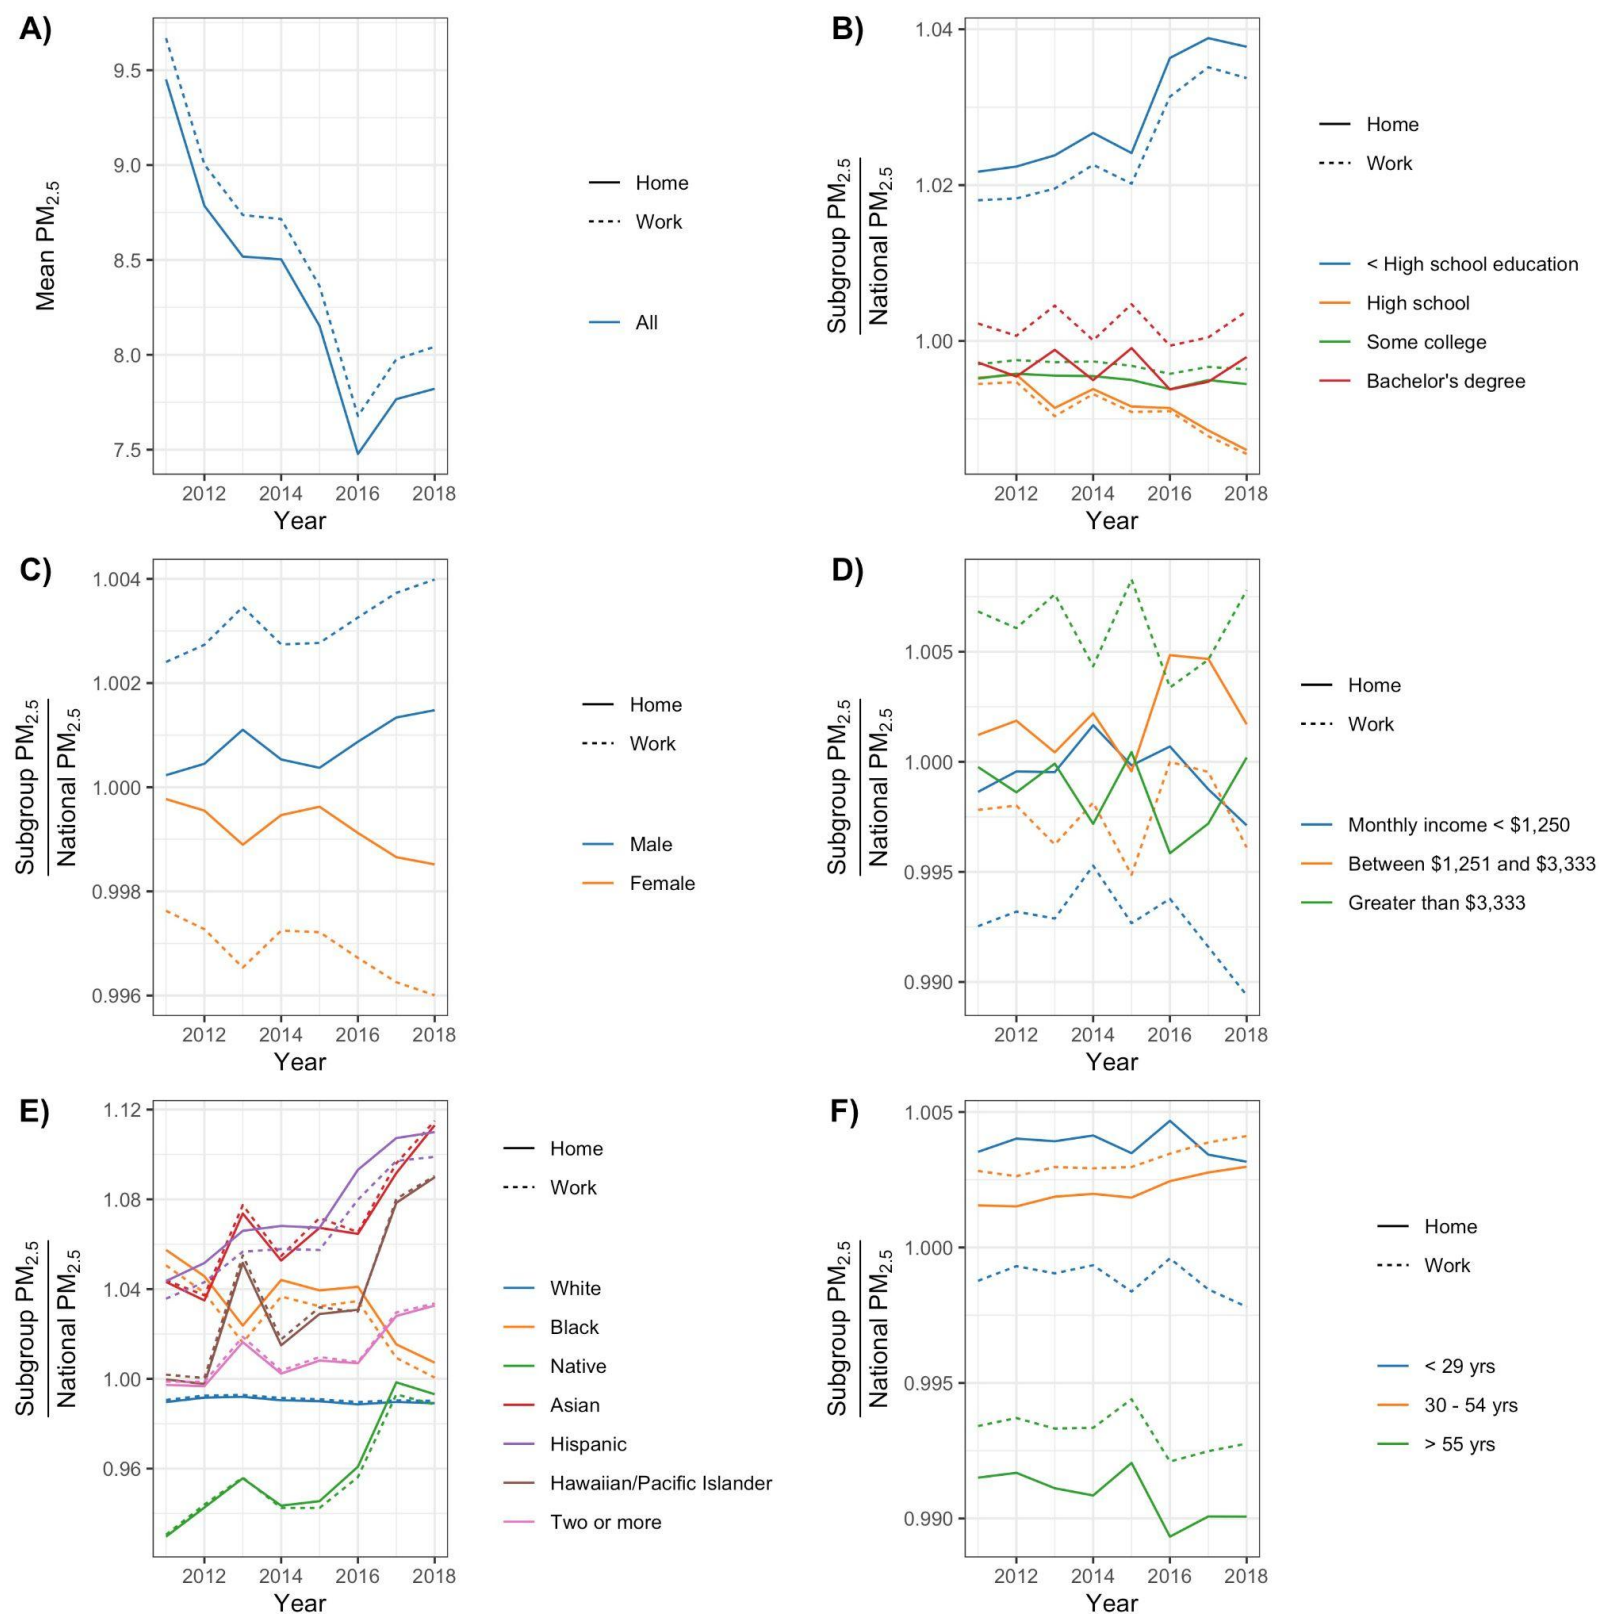 A)
9.5
9.0
8.5
8.0
7.5
Mean PM2.5
2012 2014 2016 2018
Year
Home
Work
All
B)
1.04
1.02
1.00
Subgroup PM2.5
National PM2.5
2012 2014 2016 2018
Year
Home
Work
< High school education
High school
Some college
Bachelor's degree
C)
1.004
1.002
1.000
0.998
0.996
Subgroup PM2.5
National PM2.5
2012 2014 2016 2018
Year
Home
Work
Male
Female
D)
1.005
1.000
0.995
0.990
Subgroup PM2.5
National PM2.5
2012 2014 2016 2018
Year
Home
Work
Monthly income < $1,250
Between $1,251 and $3,333
Greater than $3,333
E)
1.12
1.08
1.04
1.00
0.96
Subgroup PM2.5
National PM2.5
2012 2014 2016 2018
Year
Home
Work
White
Black
Native
Asian
Hispanic
Hawaiian/Pacific Islander
Two or more
F)
1.005
1.000
0.995
0.990
Subgroup PM2.5
National PM2.5
2012 2014 2016 2018
Year
Home
Work
< 29 yrs
30 - 54 yrs
> 55 yrs